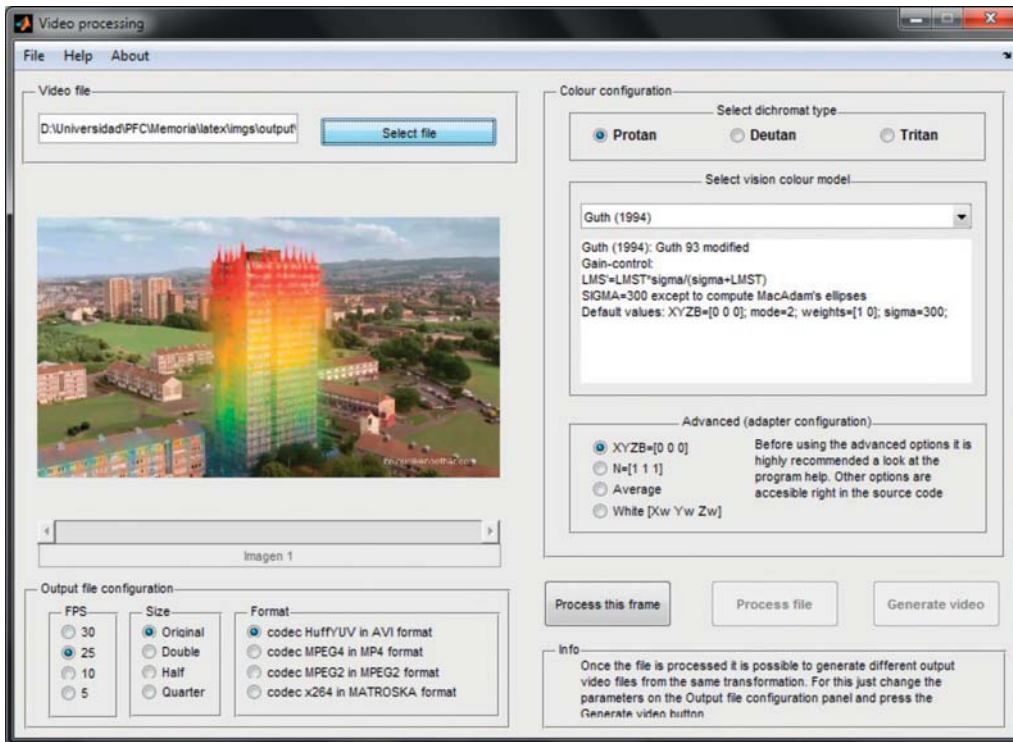 Video processing
File Help About
Video file
D:\Universidad\PFC\Memoria\latex\imgs\output\
Select file
Imagen 1
Output file configuration
FPS
30
25
10
5
Size
Original
Double
Half
Quarter
Format
codec HuffYUV in AVI format
codec MPEG4 in MP4 format
codec MPEG2 in MPEG2 format
codec x264 in MATROSKA format
Colour configuration
Select dichromat type
Protan Deutan Tritan
Select vision colour model
Guth (1994)
Guth (1994): Guth 93 modified
Gain-control:
LMS'=LMST*sigma/(sigma+LMST)
SIGMA=300 except to compute MacAdam's ellipses
Default values: XYZB=[0 0 0]; mode=2; weights=[1 0]; sigma=300;
Advanced (adapter configuration)
XYZB=[0 0 0]
N=[1 1 1]
Average
White [Xw Yw Zw]
Before using the advanced options it is
highly recommended a look at the
program help. Other options are
accesible right in the source code
Process this frame
Process file
Generate video
Info
Once the file is processed it is possible to generate different output
video files from the same transformation. For this just change the
parameters on the Output file configuration panel and press the
Generate video button